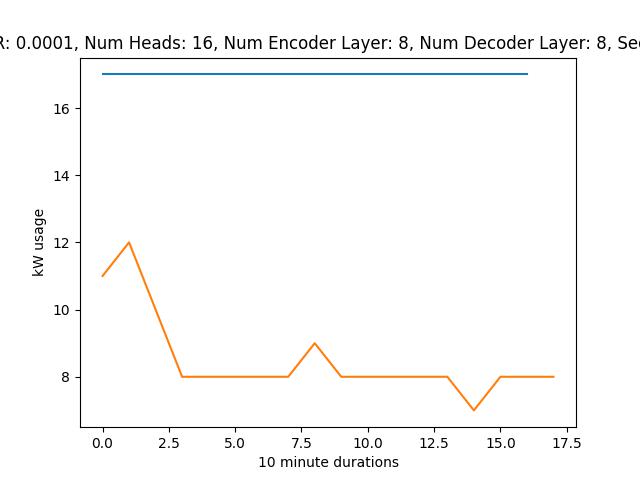 : 0.0001, Num Heads: 16, Num Encoder Layer: 8, Num Decoder Layer: 8,
kW usage
16
14
12
10
8
0.0 2.5 5.0 7.5 10.0 12.5 15.0 17.5
10 minute durations